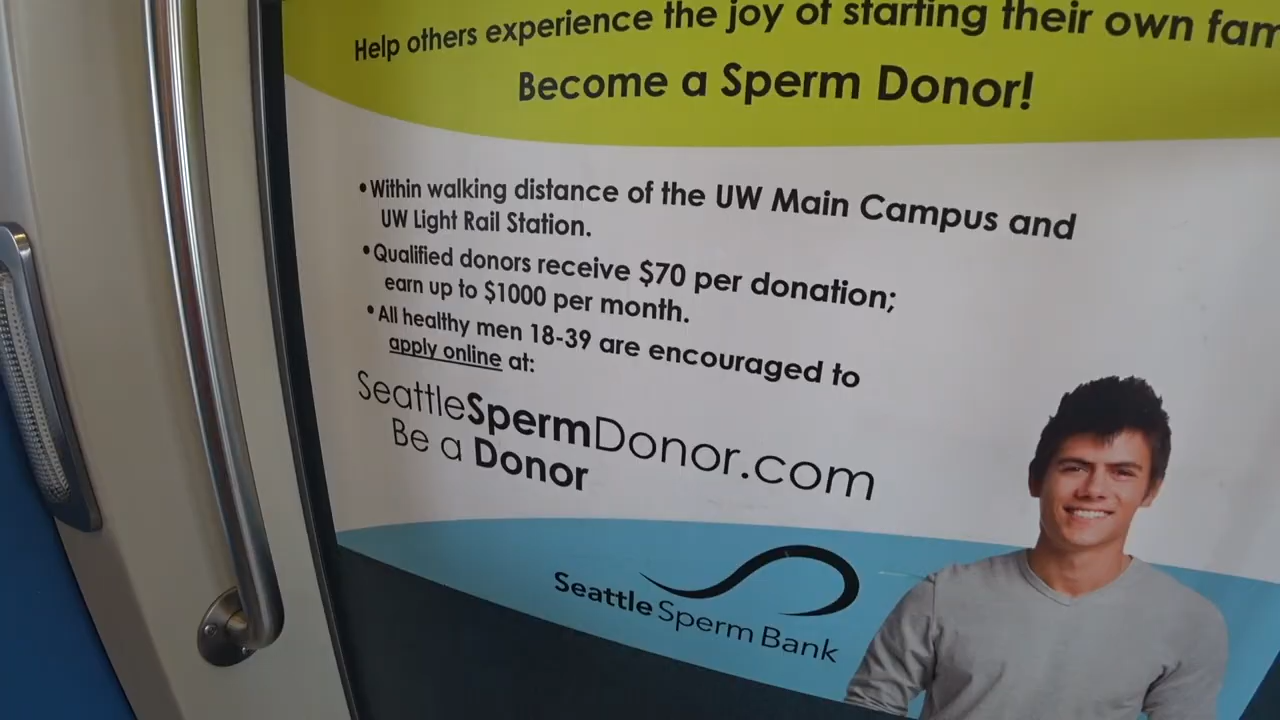 Help others experience the joy of starting their own fam
Become a Sperm Donor!
•Within walking distance of the UW Main Campus and
UW Light Rail Station.
•Qualified donors receive $70 per donation;
earn up to $1000 per month.
•All healthy men 18-39 are encouraged to
apply online at:
SeattleSpermDonor.com
Be a Donor
Seattle Sperm Bank